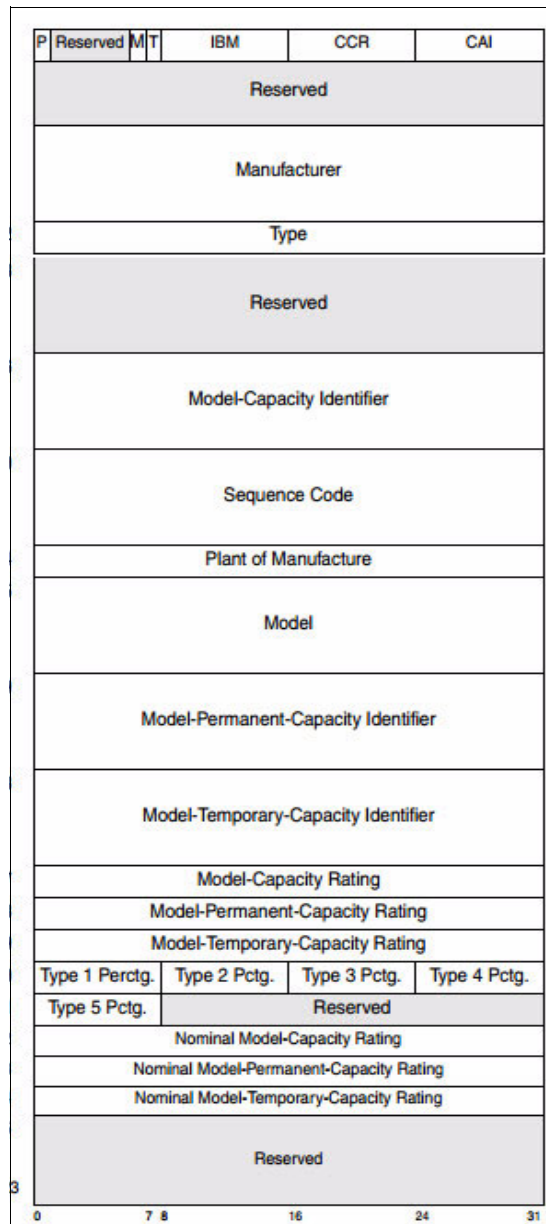 P Reserved M T IBM CCR CAI
Reserved
Manufacturer
Type
Reserved
Model-Capacity Identifier
Sequence Code
Plant of Manufacture
Model
Model-Permanent-Capacity Identifier
Model-Temporary-Capacity Identifier
Model-Capacity Rating
Model-Permanent-Capacity Rating
Model-Temporary-Capacity Rating
Type 1 Perctg. Type 2 Pctg. Type 3 Pctg. Type 4 Pctg.
Type 5 Pctg. Reserved
Nominal Model-Capacity Rating
Nominal Model-Permanent-Capacity Rating
Nominal Model-Temporary-Capacity Rating
Reserved
3
0 7 8 16 24 31